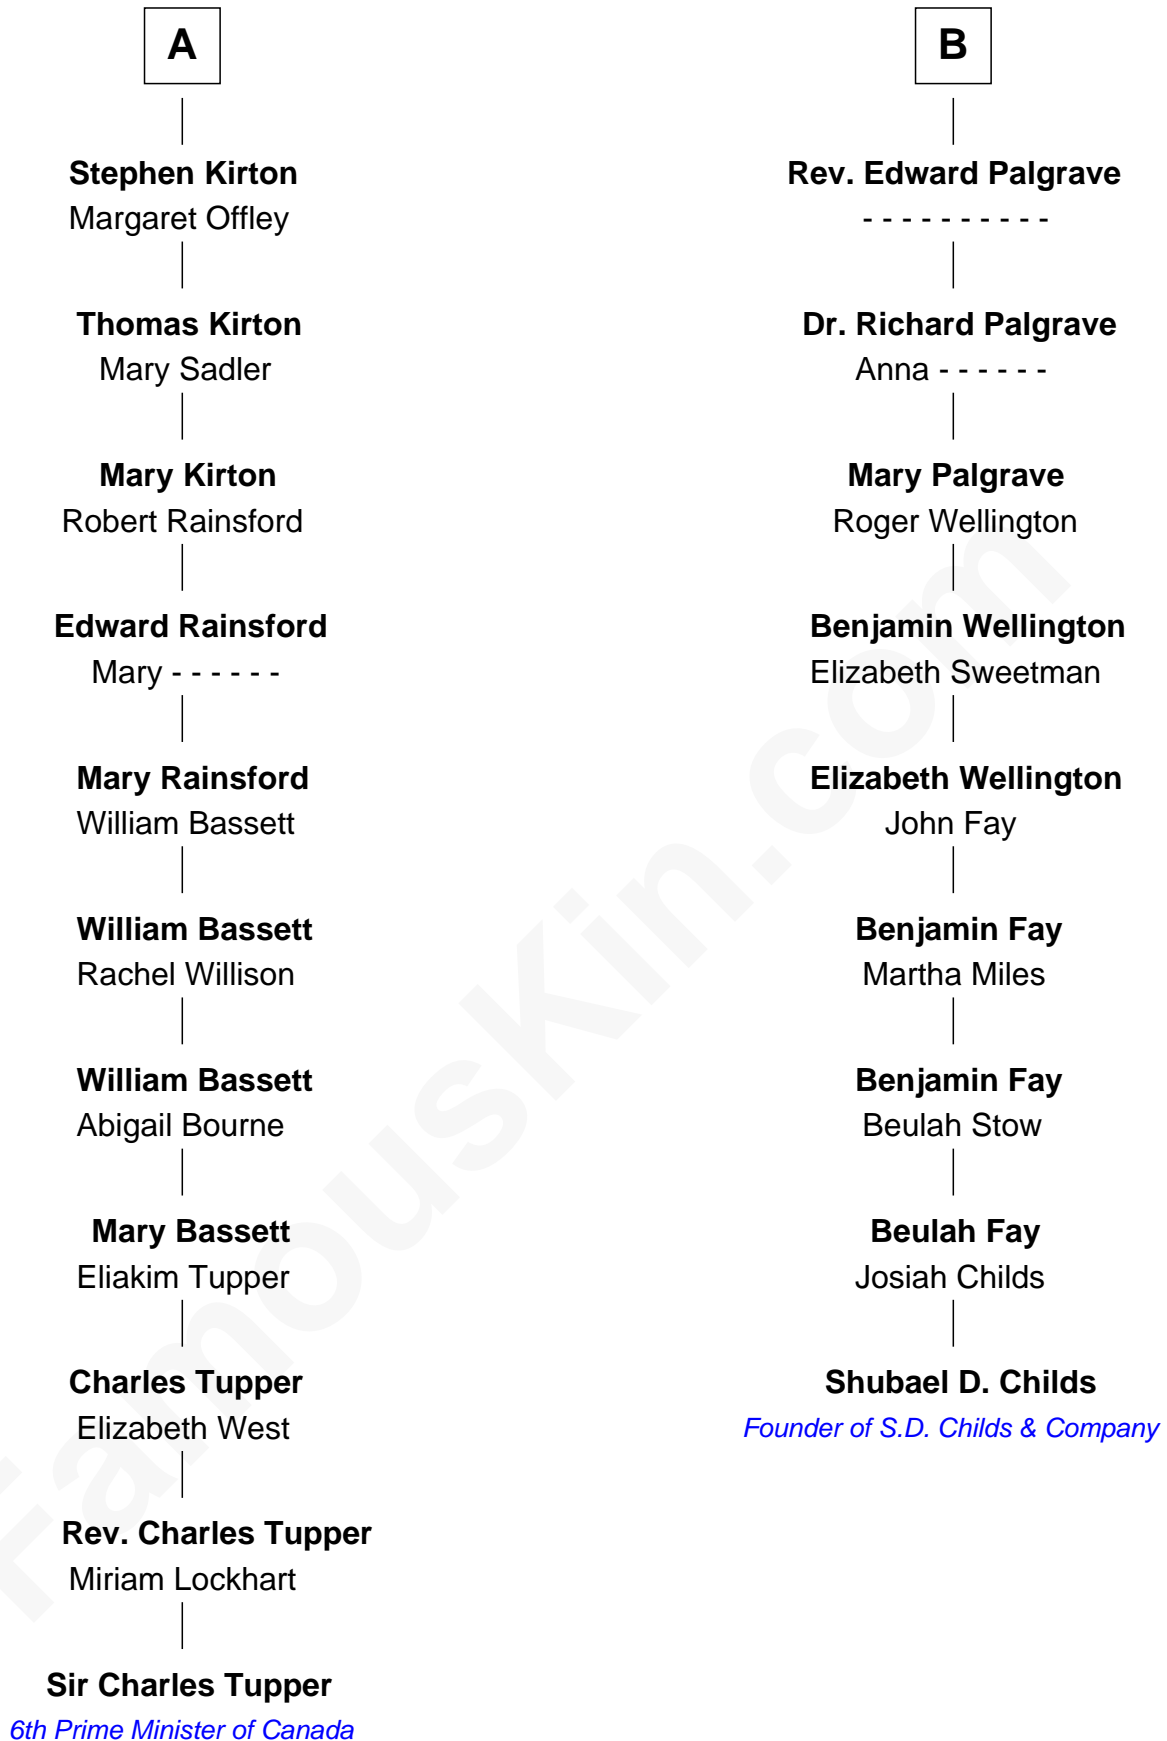 A
Stephen Kirton
Margaret Offley
Thomas Kirton
Mary Sadler
Mary Kirton
Robert Rainsford
Edward Rainsford
Mary - - - - - -
Mary Rainsford
William Bassett
William Bassett
Rachel Willison
William Bassett
Abigail Bourne
Mary Bassett
Eliakim Tupper
Charles Tupper
Elizabeth West
Rev. Charles Tupper
Miriam Lockhart
Sir Charles Tupper
6th Prime Minister of Canada
B
Rev. Edward Palgrave
- - - - - - - - - -
Dr. Richard Palgrave
Anna - - - - - -
Mary Palgrave
Roger Wellington
Benjamin Wellington
Elizabeth Sweetman
Elizabeth Wellington
John Fay
Benjamin Fay
Martha Miles
Benjamin Fay
Beulah Stow
Beulah Fay
Josiah Childs
Shubael D. Childs
Founder of S.D. Childs & Company
FamousKin.com